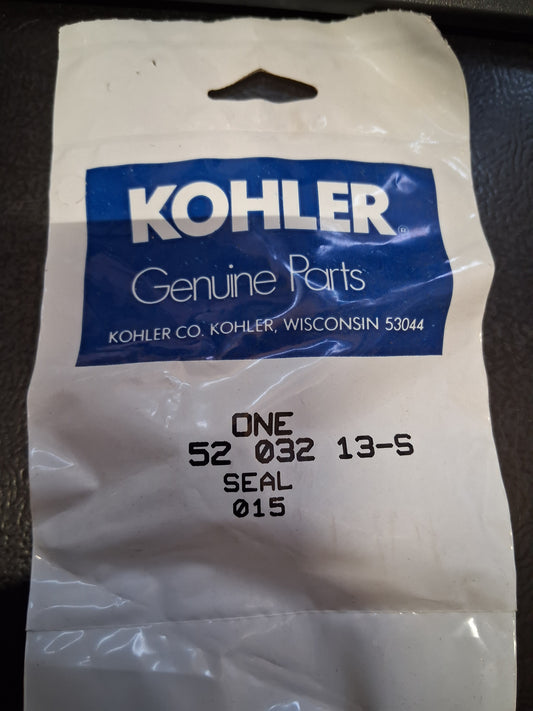 KOHLER®
Genuine Parts
KOHLER CO. KOHLER, WISCONSIN 53044
ONE
52 032 13-S
SEAL
015